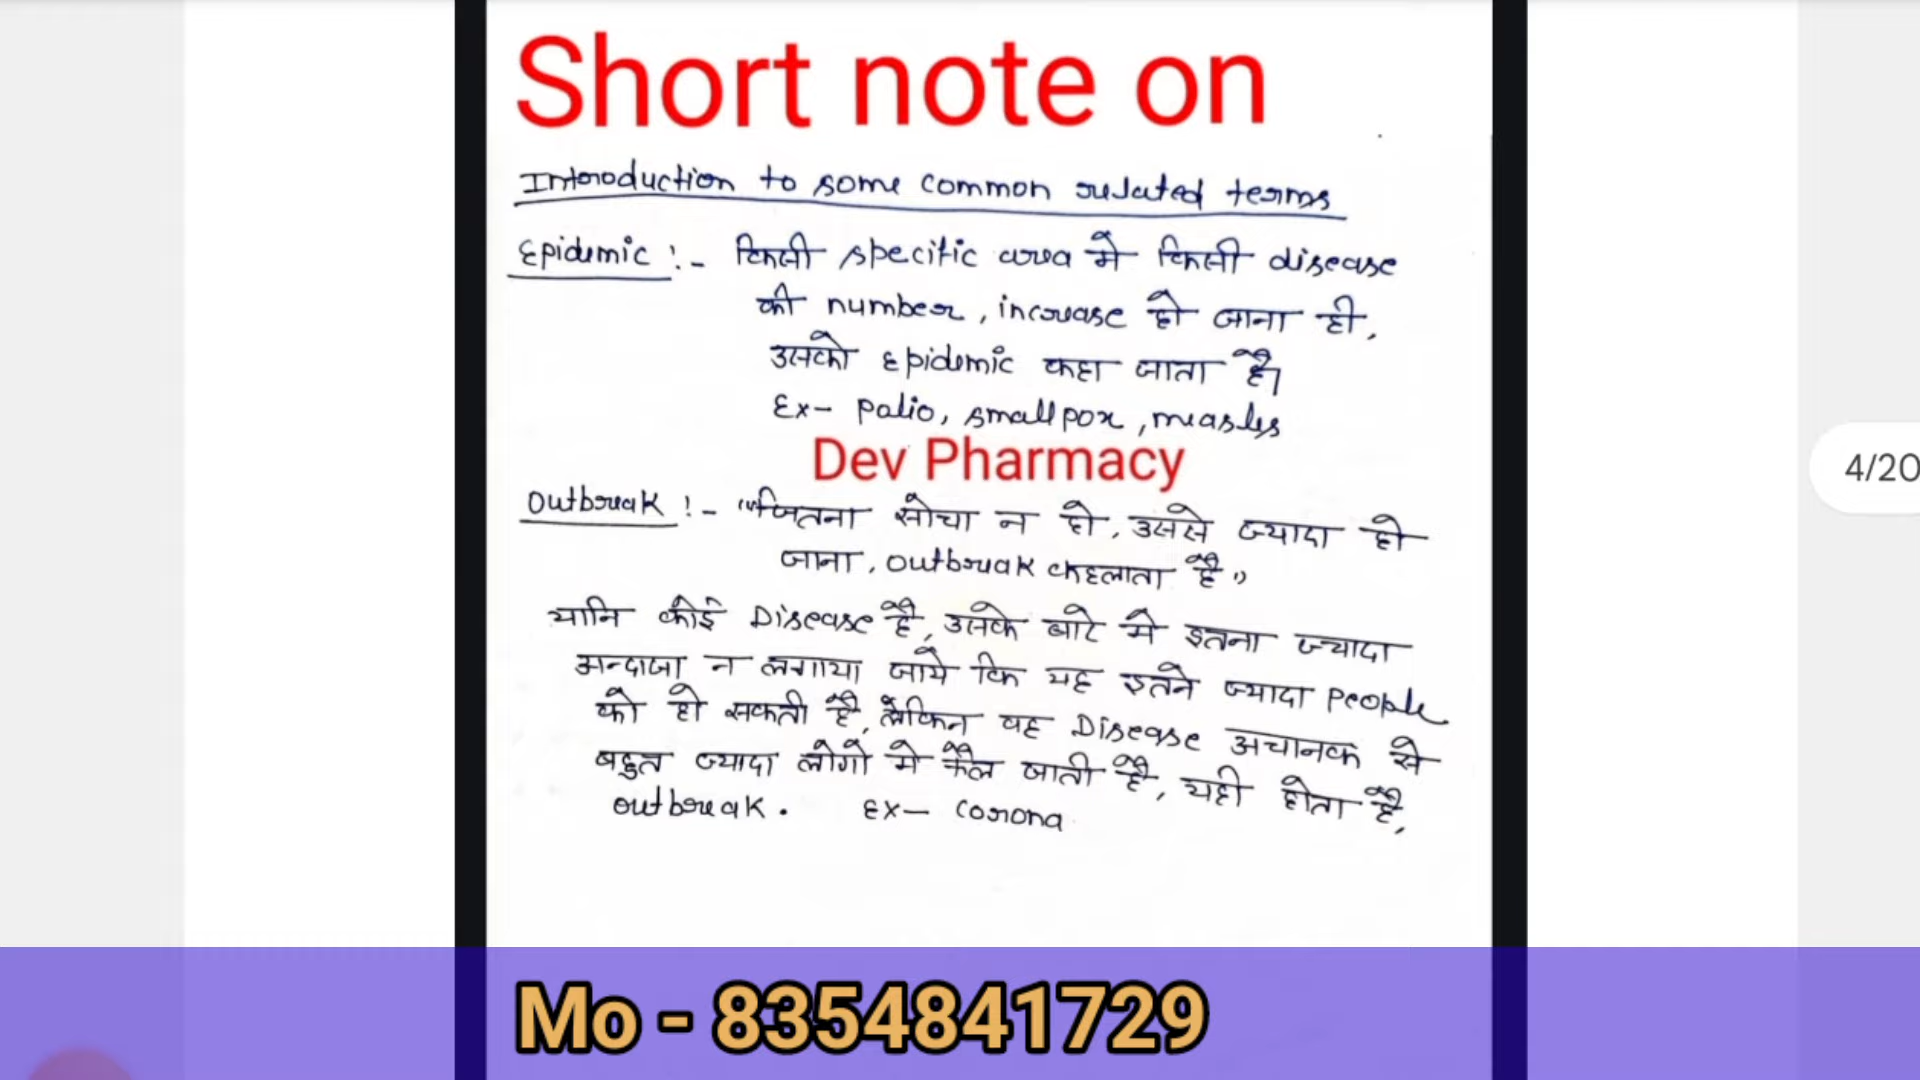 Short note on
Introduction to some common related terms
Epidemic :- किसी specific area मे किसी disease
की number, increase हो जाना ही,
उसको Epidemic कहा जाता है।
Ex- Polio, smallpox, measles
Dev Pharmacy
4/20
Outbreak :- "जितना सोचा न हो, उससे ज्यादा हो
जाना, outbreak कहलाता है"
यानि कोई Disease है, उसके बारे मे इतना ज्यादा
अन्दाजा न लगाया जाये कि यह इतने ज्यादा People
को हो सकती है, लेकिन वह Disease अचानक से
बहुत ज्यादा लोगो मे फैल जाती है, यही होता है,
outbreak. Ex- corona
Mo - 8354841729